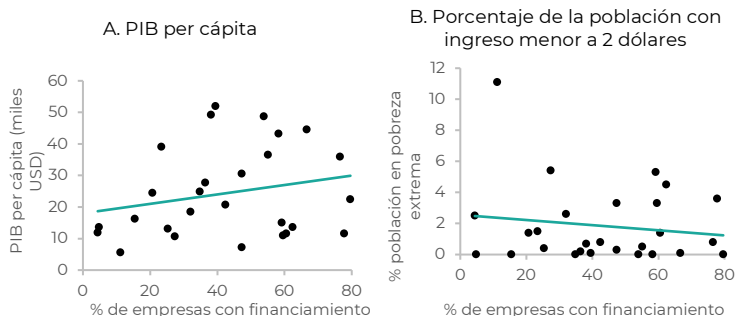 A. PIB per cápita
PIB per cápita (miles
USD)
60
50
40
30
20
10
0
0
20
40
60
80
% de empresas con financiamiento
B. Porcentaje de la población con
ingreso menor a 2 dólares
% población en pobreza
extrema
12
10
8
6
4
2
0
0
20
40
60
80
% de empresas con financiamiento